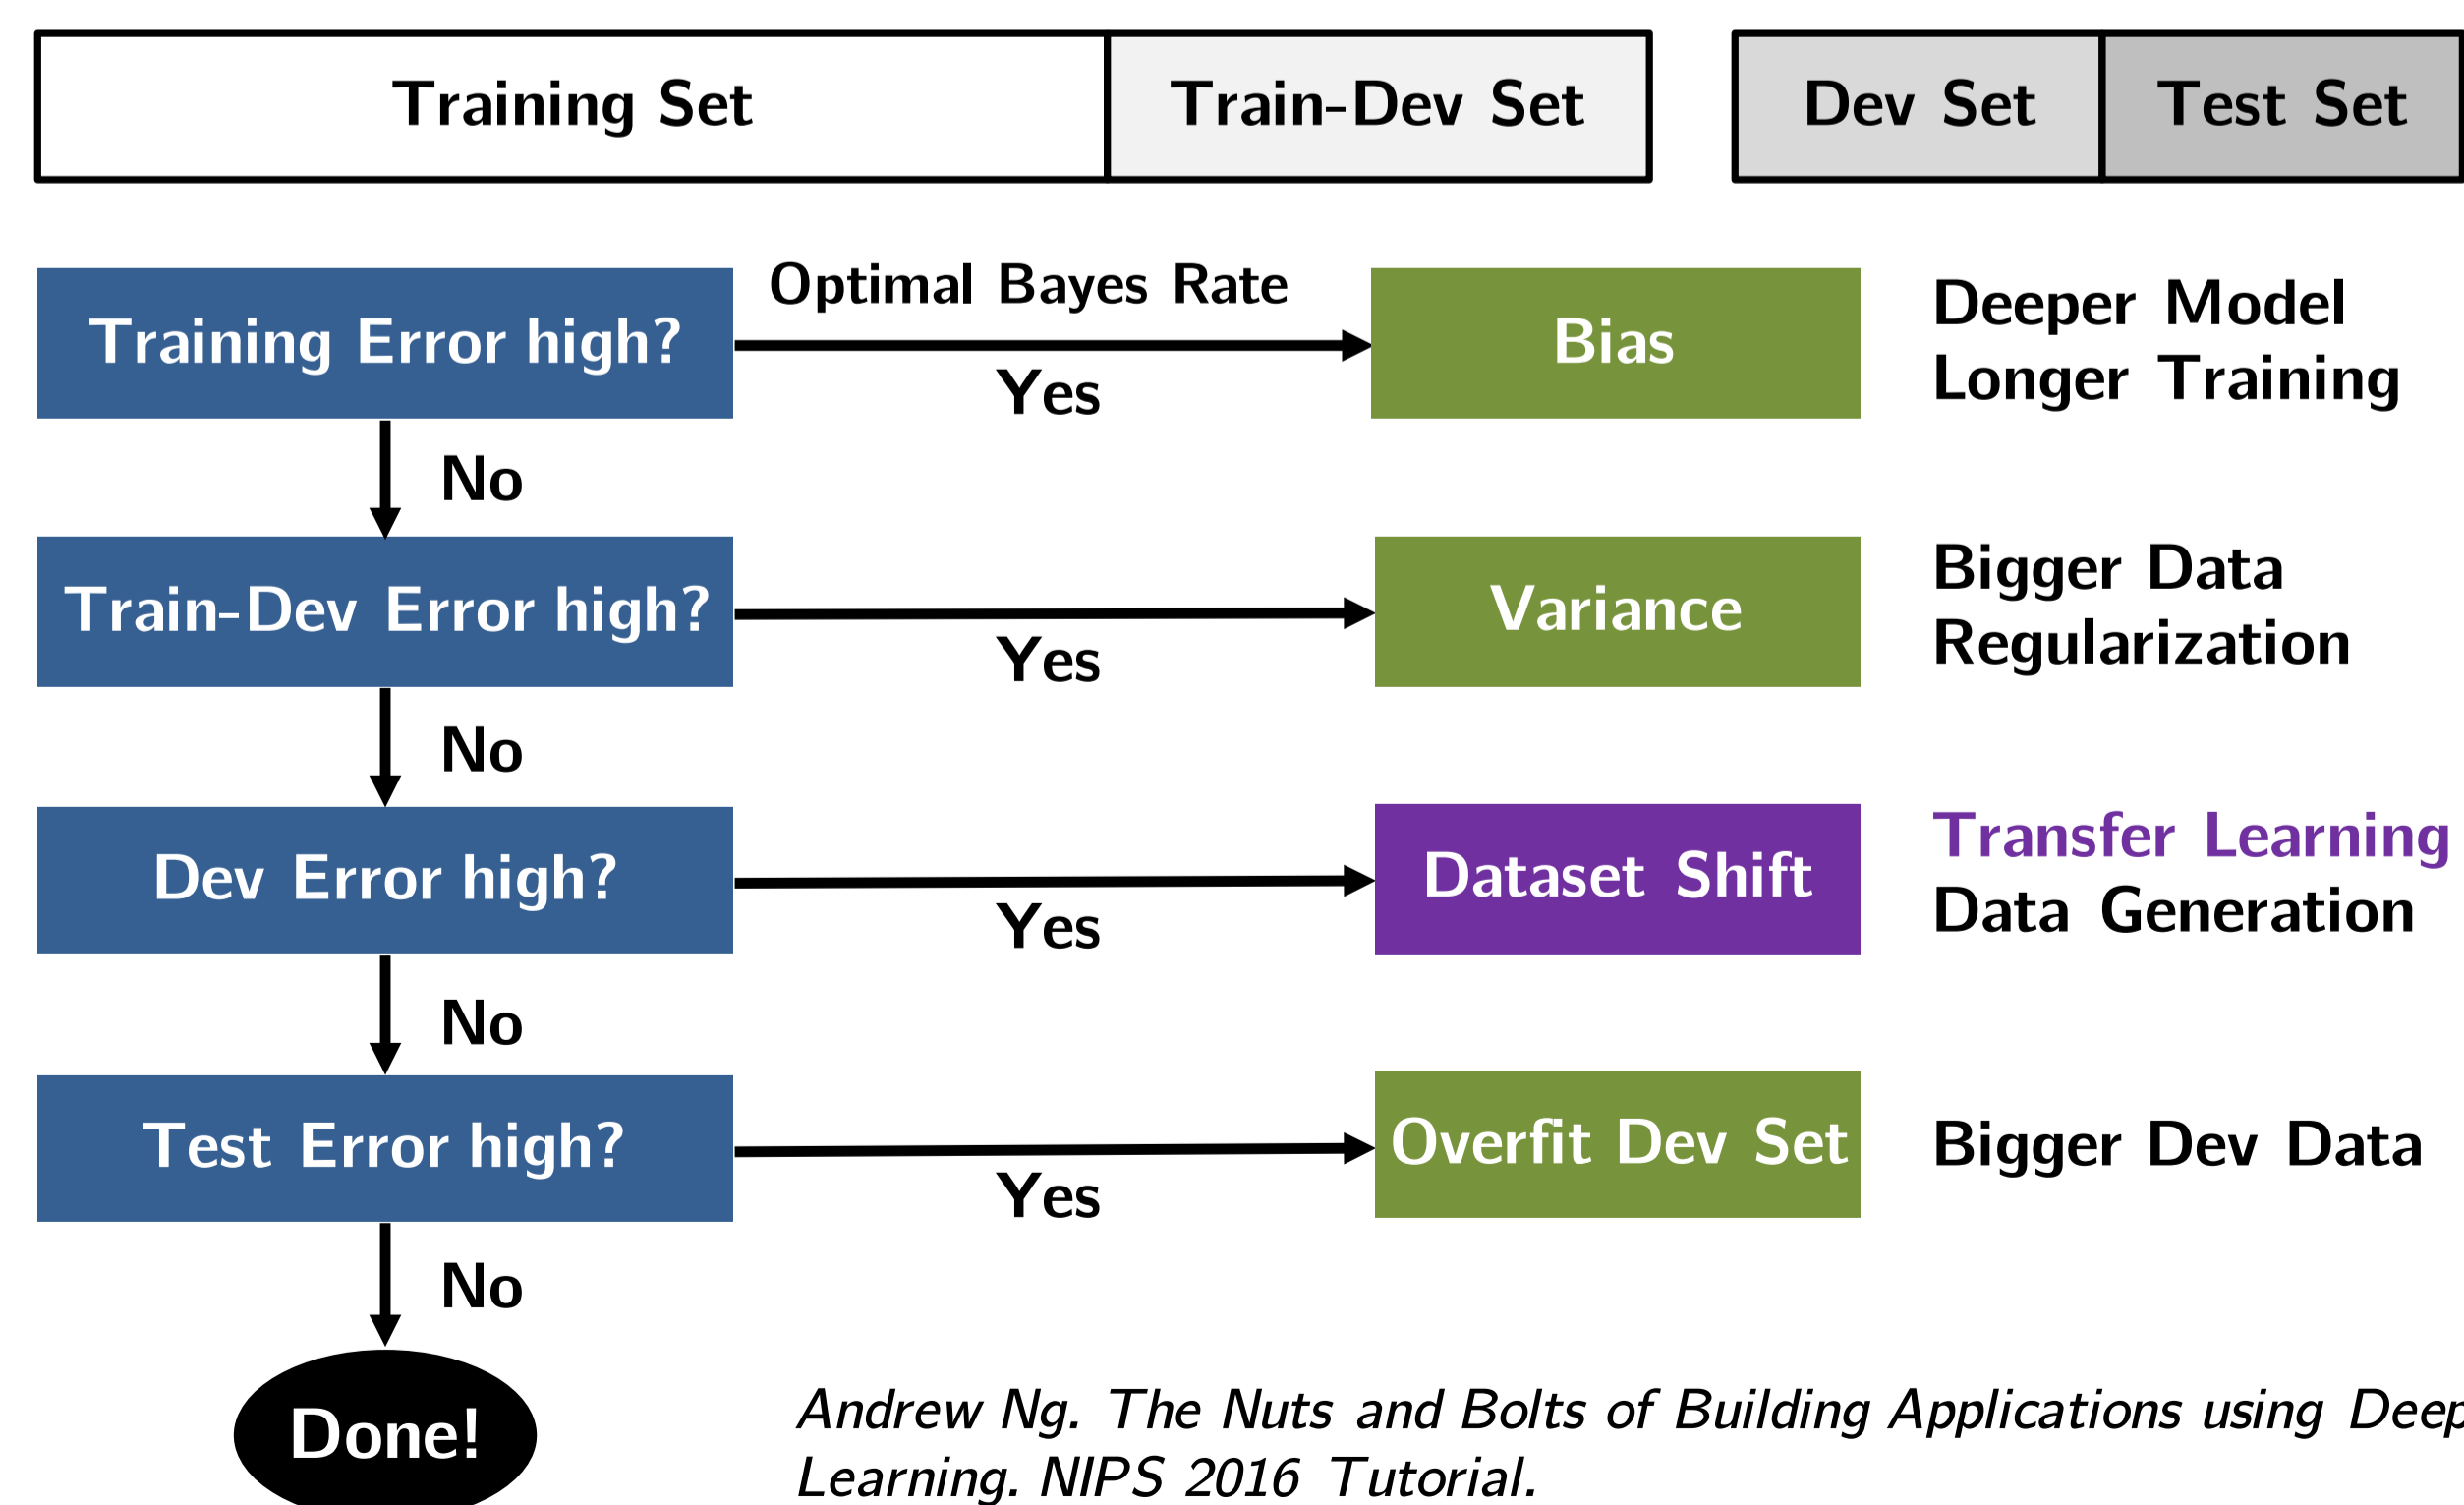 Training Set Train-Dev Set Dev Set Test Set
Optimal Bayes Rate
Training Error high? Bias Deeper Model
Yes Longer Training
No
Train-Dev Error high? Variance Bigger Data
Yes Regularization
No
Dev Error high? Dataset Shift Transfer Learning
Yes Data Generation
No
Test Error high? Overfit Dev Set Bigger Dev Data
Yes
No
Done!
Andrew Ng. The Nuts and Bolts of Building Applications using Deep
Learning. NIPS 2016 Tutorial.